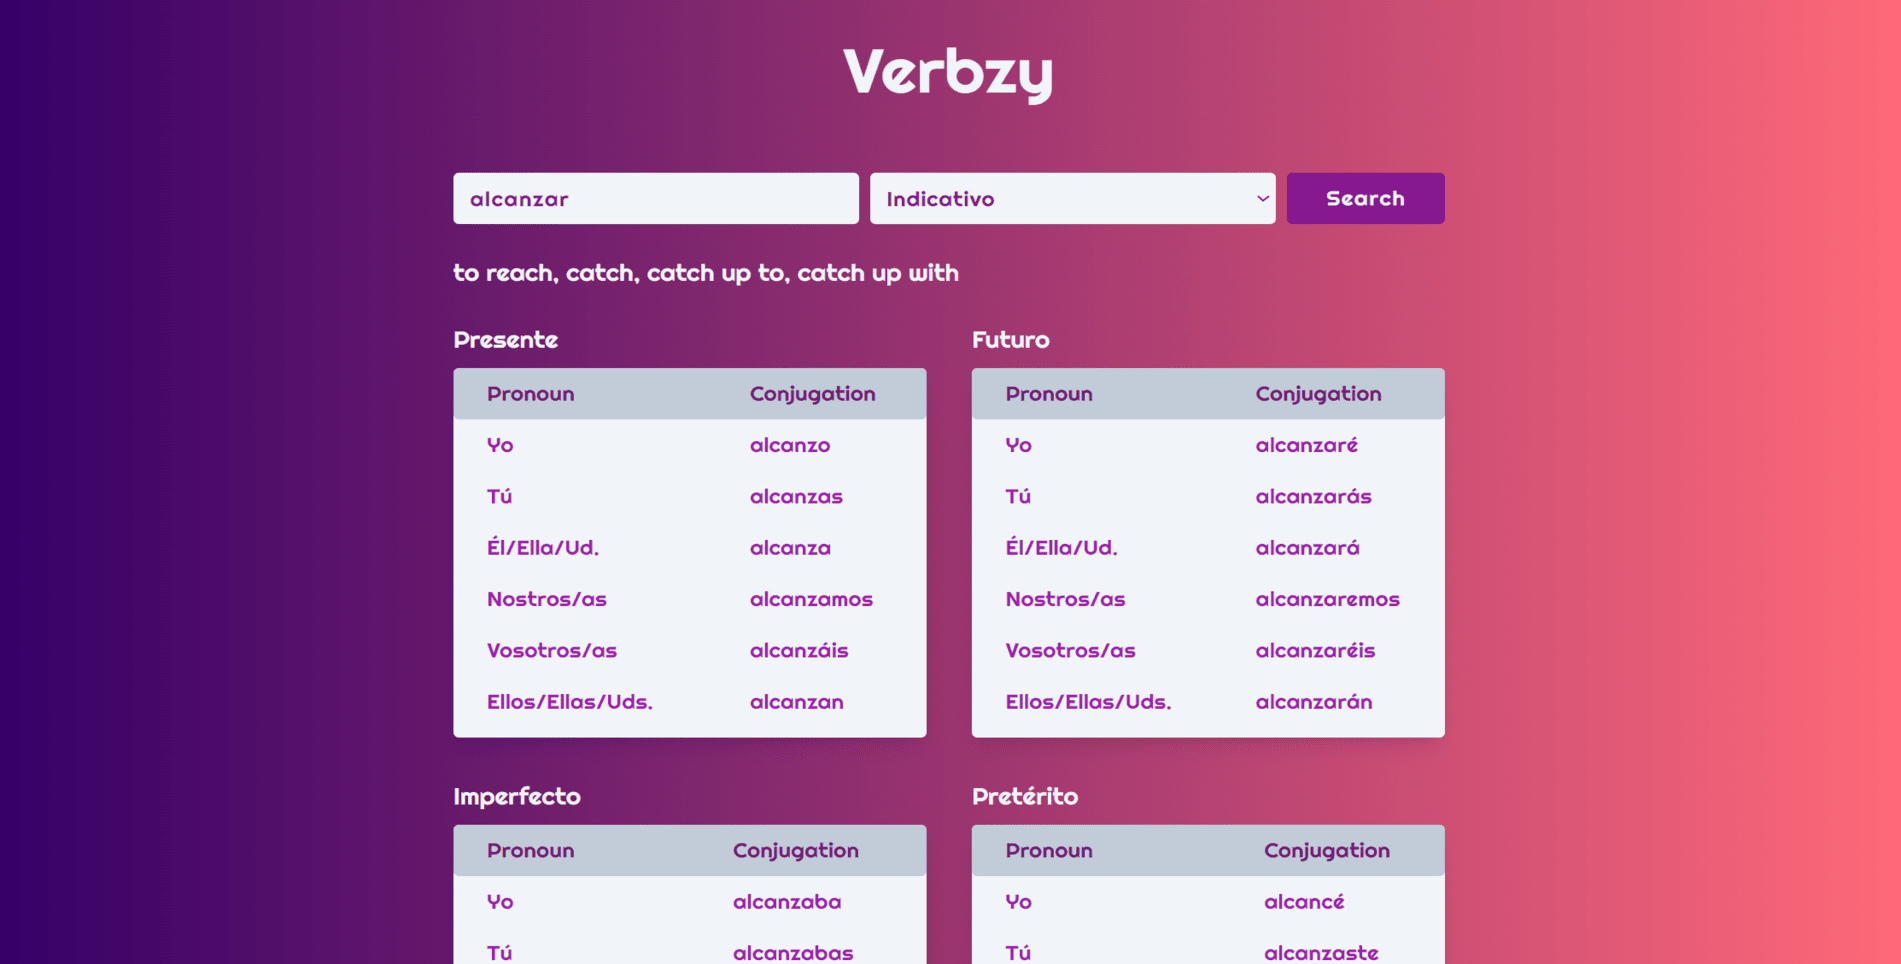 Verbzy
alcanzar
Indicativo
Search
to reach, catch, catch up to, catch up with
Presente
Pronoun Conjugation
Yo alcanzo
Tú alcanzas
Él/Ella/Ud. alcanza
Nostros/as alcanzamos
Vosotros/as alcanzáis
Ellos/Ellas/Uds. alcanzan
Futuro
Pronoun Conjugation
Yo alcanzaré
Tú alcanzarás
Él/Ella/Ud. alcanzará
Nostros/as alcanzaremos
Vosotros/as alcanzaréis
Ellos/Ellas/Uds. alcanzarán
Imperfecto
Pronoun Conjugation
Yo alcanzaba
Tú alcanzabas
Pretérito
Pronoun Conjugation
Yo alcancé
Tú alcanzaste